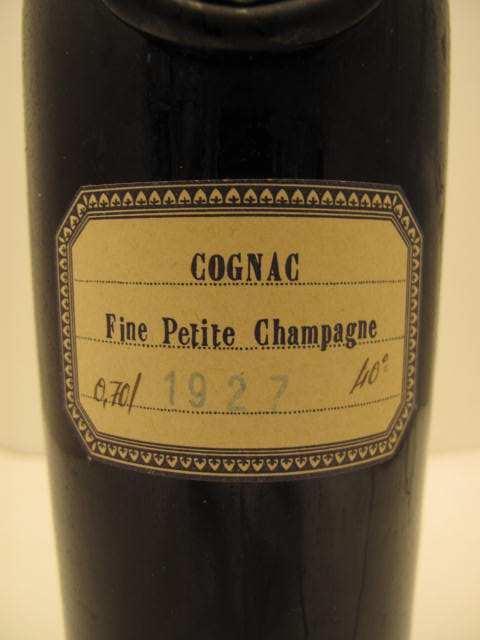 COGNAC
Fine Petite Champagne
0,70l 1927 40°